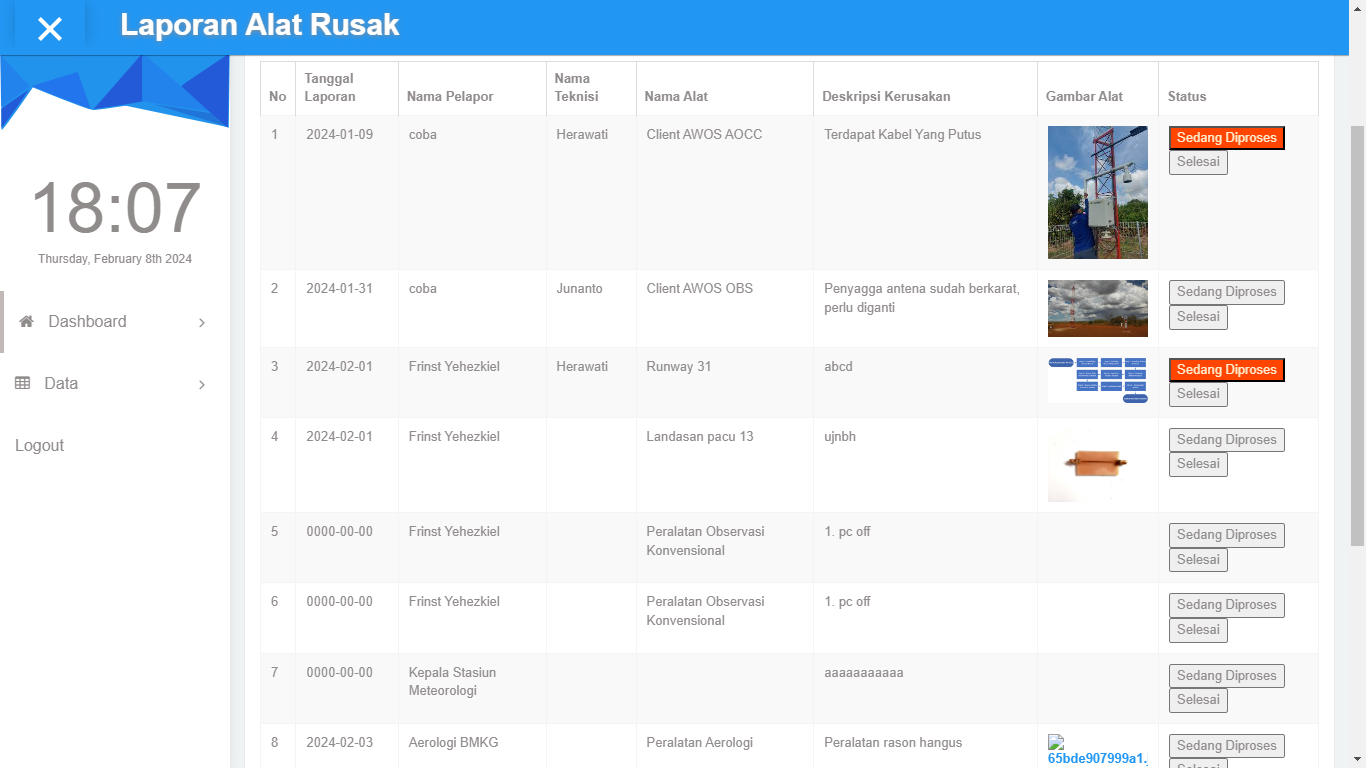 Laporan Alat Rusak
18:07
Thursday, February 8th 2024
Dashboard
Data
Logout
No
Tanggal
Laporan
Nama Pelapor
Nama
Teknisi
Nama Alat
Deskripsi Kerusakan
Gambar Alat
Status
1
2024-01-09
coba
Herawati
Client AWOS AOCC
Terdapat Kabel Yang Putus
Sedang Diproses
Selesai
2
2024-01-31
coba
Junanto
Client AWOS OBS
Penyagga antena sudah berkarat,
perlu diganti
Sedang Diproses
Selesai
3
2024-02-01
Frinst Yehezkiel
Herawati
Runway 31
abcd
Sedang Diproses
Selesai
4
2024-02-01
Frinst Yehezkiel
Landasan pacu 13
ujnbh
Sedang Diproses
Selesai
5
0000-00-00
Frinst Yehezkiel
Peralatan Observasi
Konvensional
1. pc off
Sedang Diproses
Selesai
6
0000-00-00
Frinst Yehezkiel
Peralatan Observasi
Konvensional
1. pc off
Sedang Diproses
Selesai
7
0000-00-00
Kepala Stasiun
Meteorologi
aaaaaaaaaaa
Sedang Diproses
Selesai
8
2024-02-03
Aerologi BMKG
Peralatan Aerologi
Peralatan rason hangus
65bde907999a1.
Sedang Diproses
Selesai